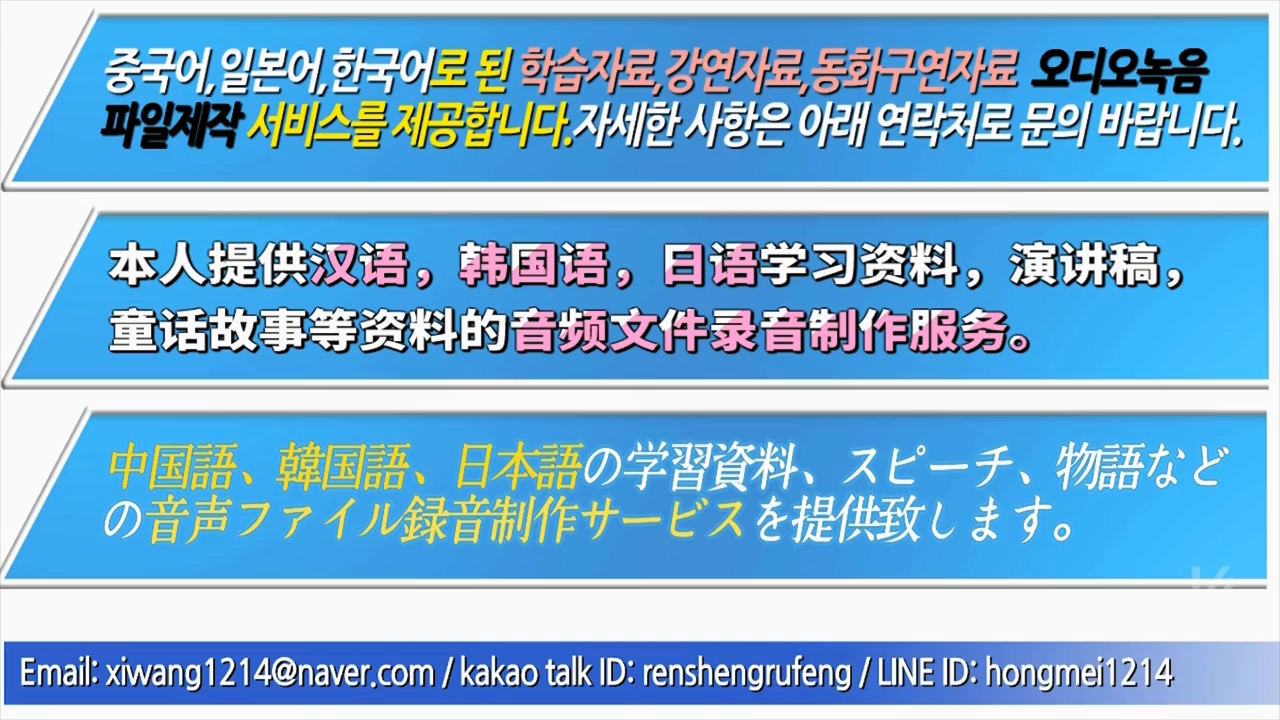 중국어,일본어,한국어로 된 학습자료,강연자료,동화구연자료 오디오녹음
파일제작 서비스를 제공합니다.자세한 사항은 아래 연락처로 문의 바랍니다.
本人提供汉语，韩国语，日语学习资料，演讲稿，
童话故事等资料的音频文件录音制作服务。
中国語、韓国語、日本語の学習資料、スピーチ、物語など
の音声ファイル録音制作サービスを提供致します。
Email: xiwang1214@naver.com / kakao talk ID: renshengrufeng / LINE ID: hongmei1214